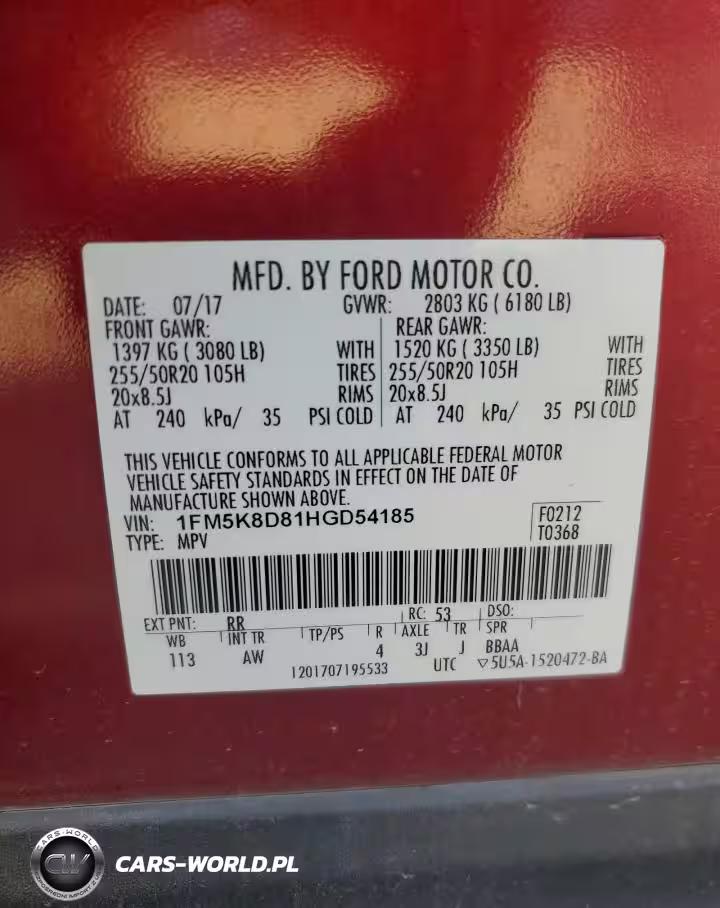 MFD. BY FORD MOTOR CO.
DATE: 07/17 GVWR: 2803 KG ( 6180 LB)
FRONT GAWR: REAR GAWR:
1397 KG ( 3080 LB) WITH 1520 KG ( 3350 LB) WITH
255/50R20 105H TIRES 255/50R20 105H TIRES
20x8.5J RIMS 20x8.5J RIMS
AT 240 kPa/ 35 PSI COLD AT 240 kPa/ 35 PSI COLD
THIS VEHICLE CONFORMS TO ALL APPLICABLE FEDERAL MOTOR
VEHICLE SAFETY STANDARDS IN EFFECT ON THE DATE OF
MANUFACTURE SHOWN ABOVE.
VIN: 1FM5K8D81HGD54185 F0212
TYPE: MPV T0368
EXT PNT: RR RC: 53 DSO:
WB INT TR TP/PS R AXLE TR SPR
113 AW 4 3J J BBAA
1201707195533 UTC ▽5U5A-1520472-BA
CARS-WORLD
CW
CARS-WORLD.PL